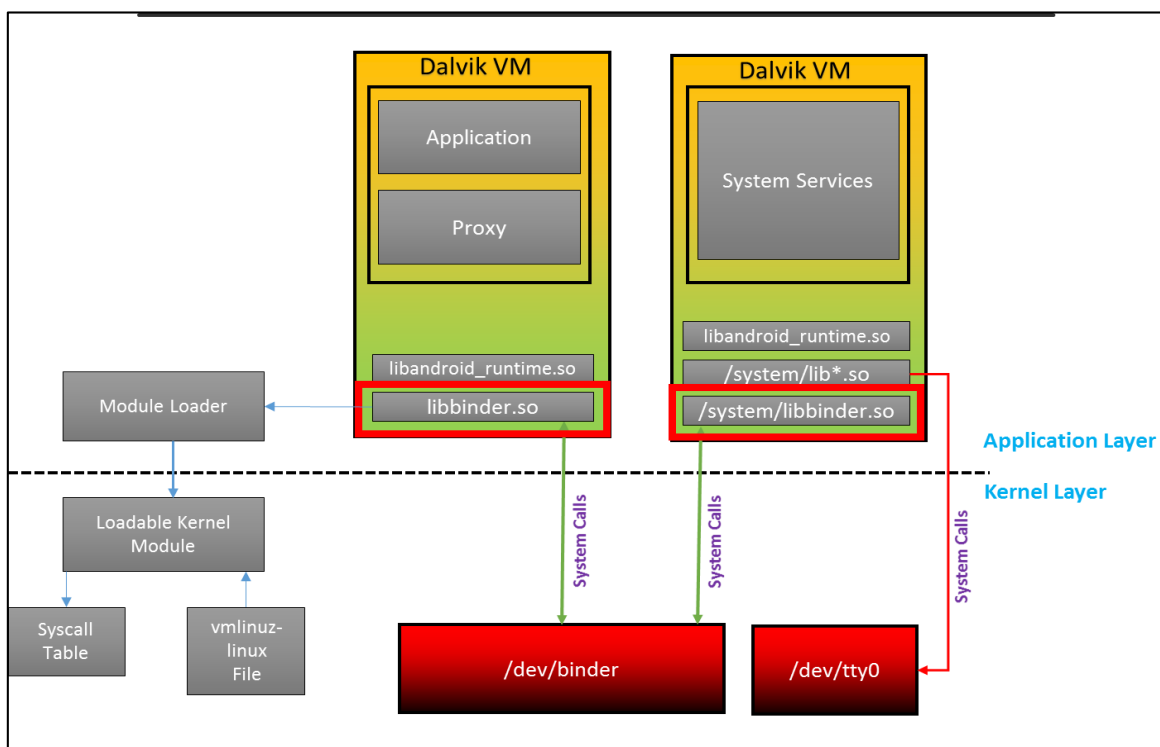 Dalvik VM
Application
Proxy
libandroid_runtime.so
libbinder.so
Dalvik VM
System Services
libandroid_runtime.so
/system/lib*.so
/system/libbinder.so
Module Loader
Application Layer
Kernel Layer
Loadable Kernel
Module
Syscall
Table
vmlinuz-
linux
File
System Calls
System Calls
System Calls
/dev/binder
/dev/tty0